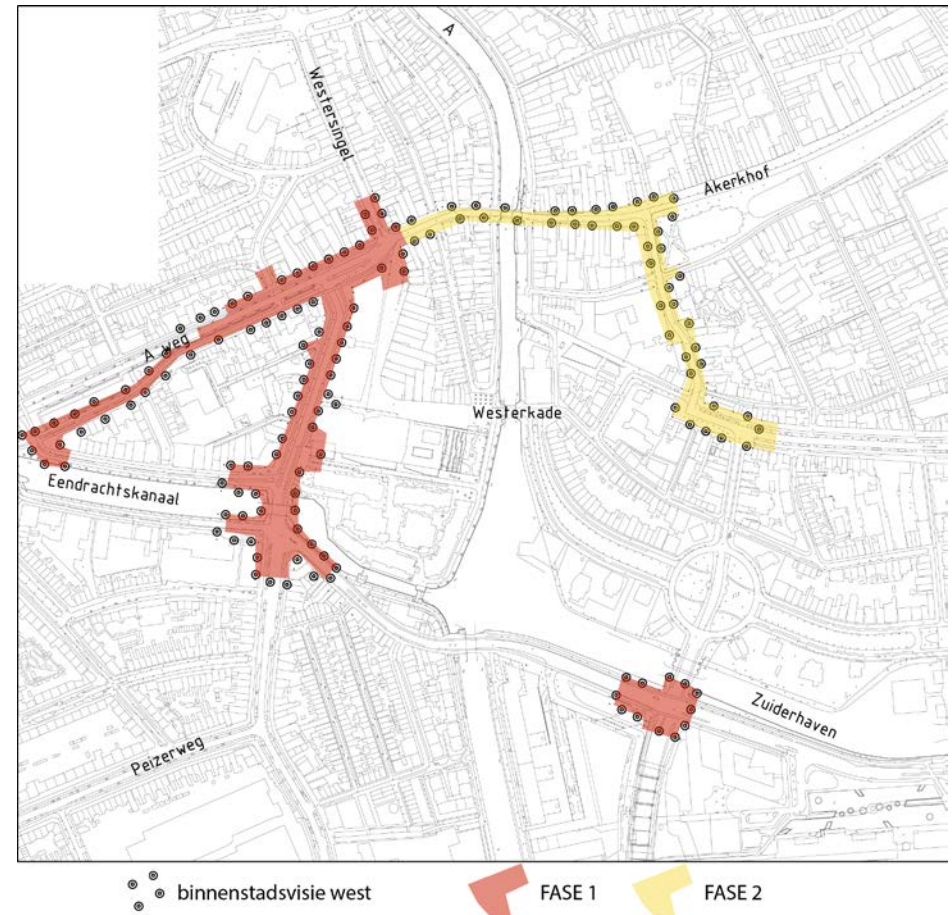 A
Westersingel
Akerkhof
A weg
Westerkade
Eendrachtskanaal
Zuiderhaven
Peizerweg
binnenstadsvisie west FASE 1 FASE 2